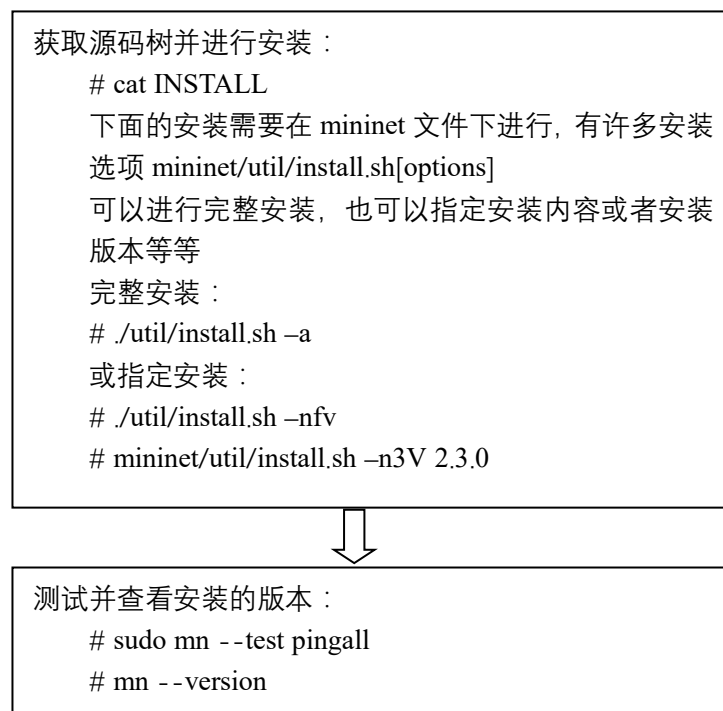 获取源码树并进行安装：
# cat INSTALL
下面的安装需要在 mininet 文件下进行, 有许多安装
选项 mininet/util/install.sh[options]
可以进行完整安装，也可以指定安装内容或者安装
版本等等
完整安装：
# ./util/install.sh –a
或指定安装：
# ./util/install.sh –nfv
# mininet/util/install.sh –n3V 2.3.0
测试并查看安装的版本：
# sudo mn --test pingall
# mn --version